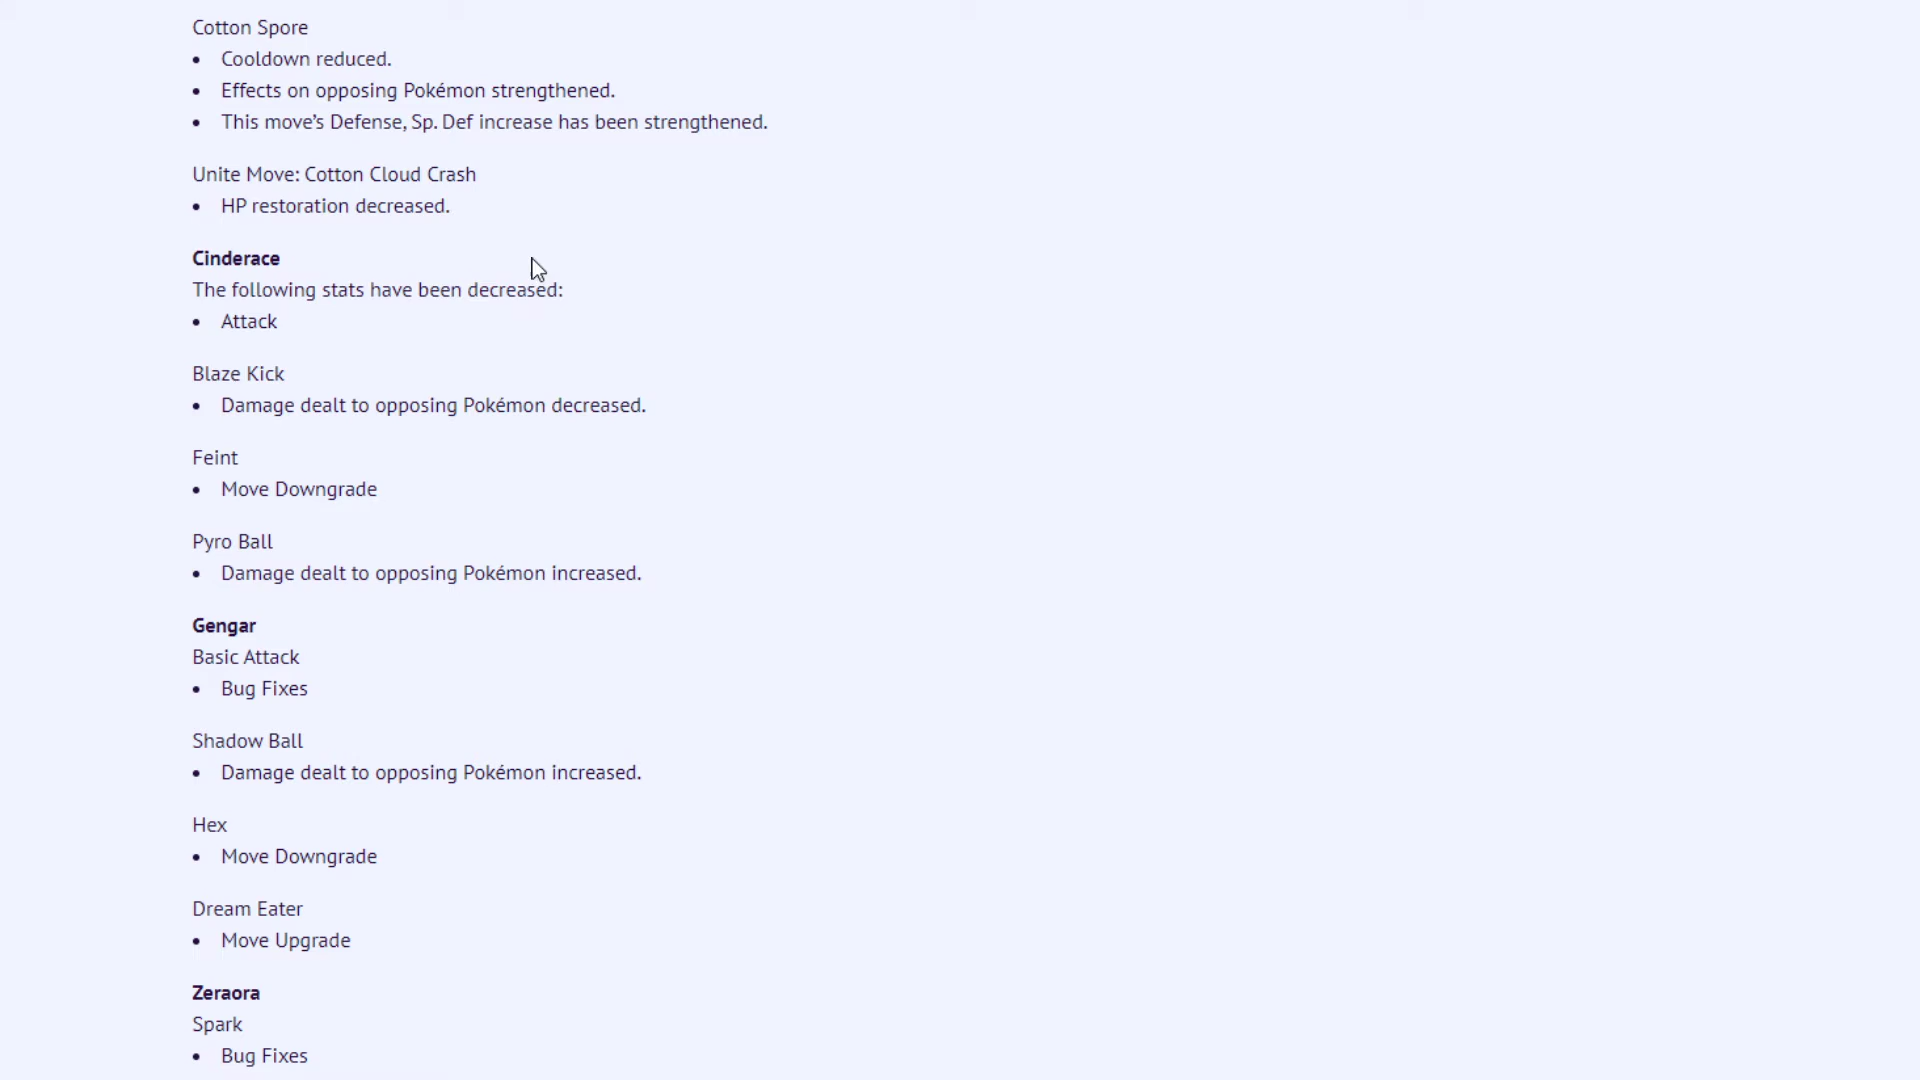 Cotton Spore
• Cooldown reduced.
• Effects on opposing Pokémon strengthened.
• This move’s Defense, Sp. Def increase has been strengthened.
Unite Move: Cotton Cloud Crash
• HP restoration decreased.
Cinderace
The following stats have been decreased:
• Attack
Blaze Kick
• Damage dealt to opposing Pokémon decreased.
Feint
• Move Downgrade
Pyro Ball
• Damage dealt to opposing Pokémon increased.
Gengar
Basic Attack
• Bug Fixes
Shadow Ball
• Damage dealt to opposing Pokémon increased.
Hex
• Move Downgrade
Dream Eater
• Move Upgrade
Zeraora
Spark
• Bug Fixes